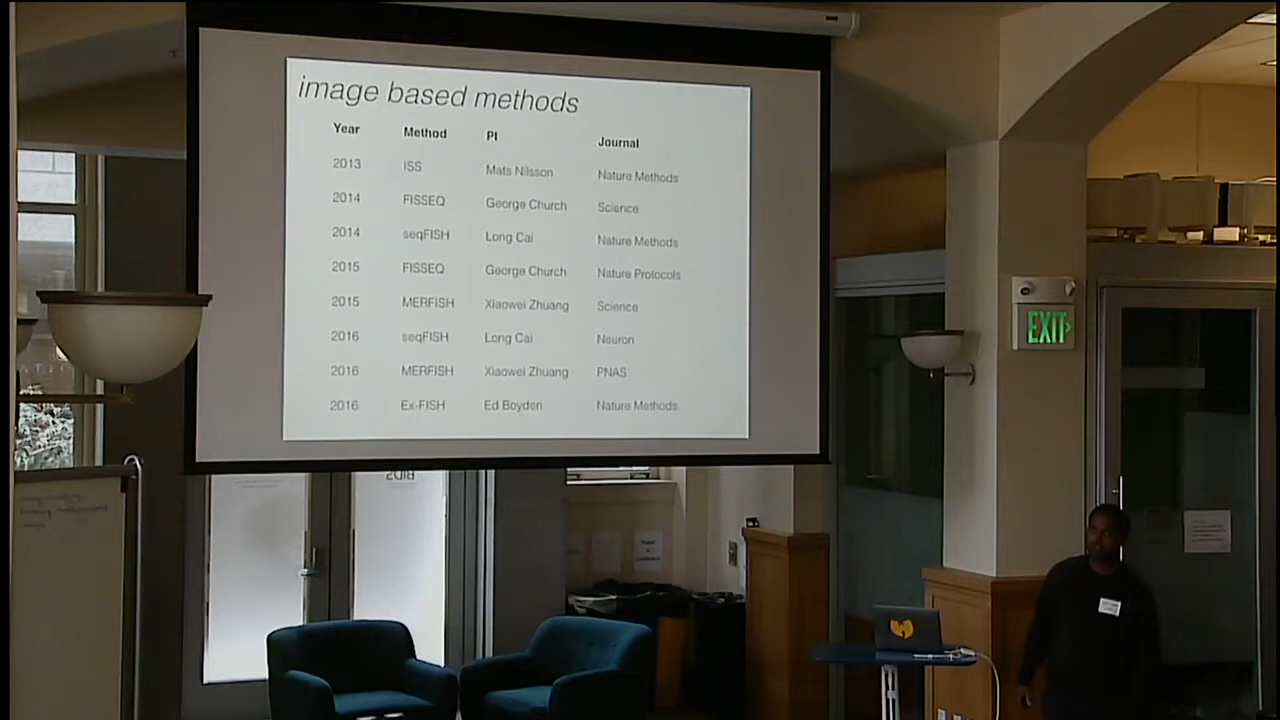 image based methods
Year Method PI Journal
2013 ISS Mats Nilsson Nature Methods
2014 FISSEQ George Church Science
2014 seqFISH Long Cai Nature Methods
2015 FISSEQ George Church Nature Protocols
2015 MERFISH Xiaowei Zhuang Science
2016 seqFISH Long Cai Neuron
2016 MERFISH Xiaowei Zhuang PNAS
2016 Ex-FISH Ed Boyden Nature Methods
EXIT
BIDS